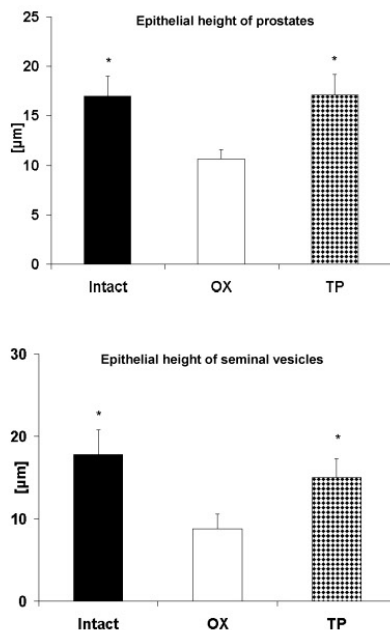 Epithelial height of prostates
25
20
15
10
5
0
[µm]
*
*
Intact OX TP
Epithelial height of seminal vesicles
30
20
10
0
[µm]
*
*
Intact OX TP